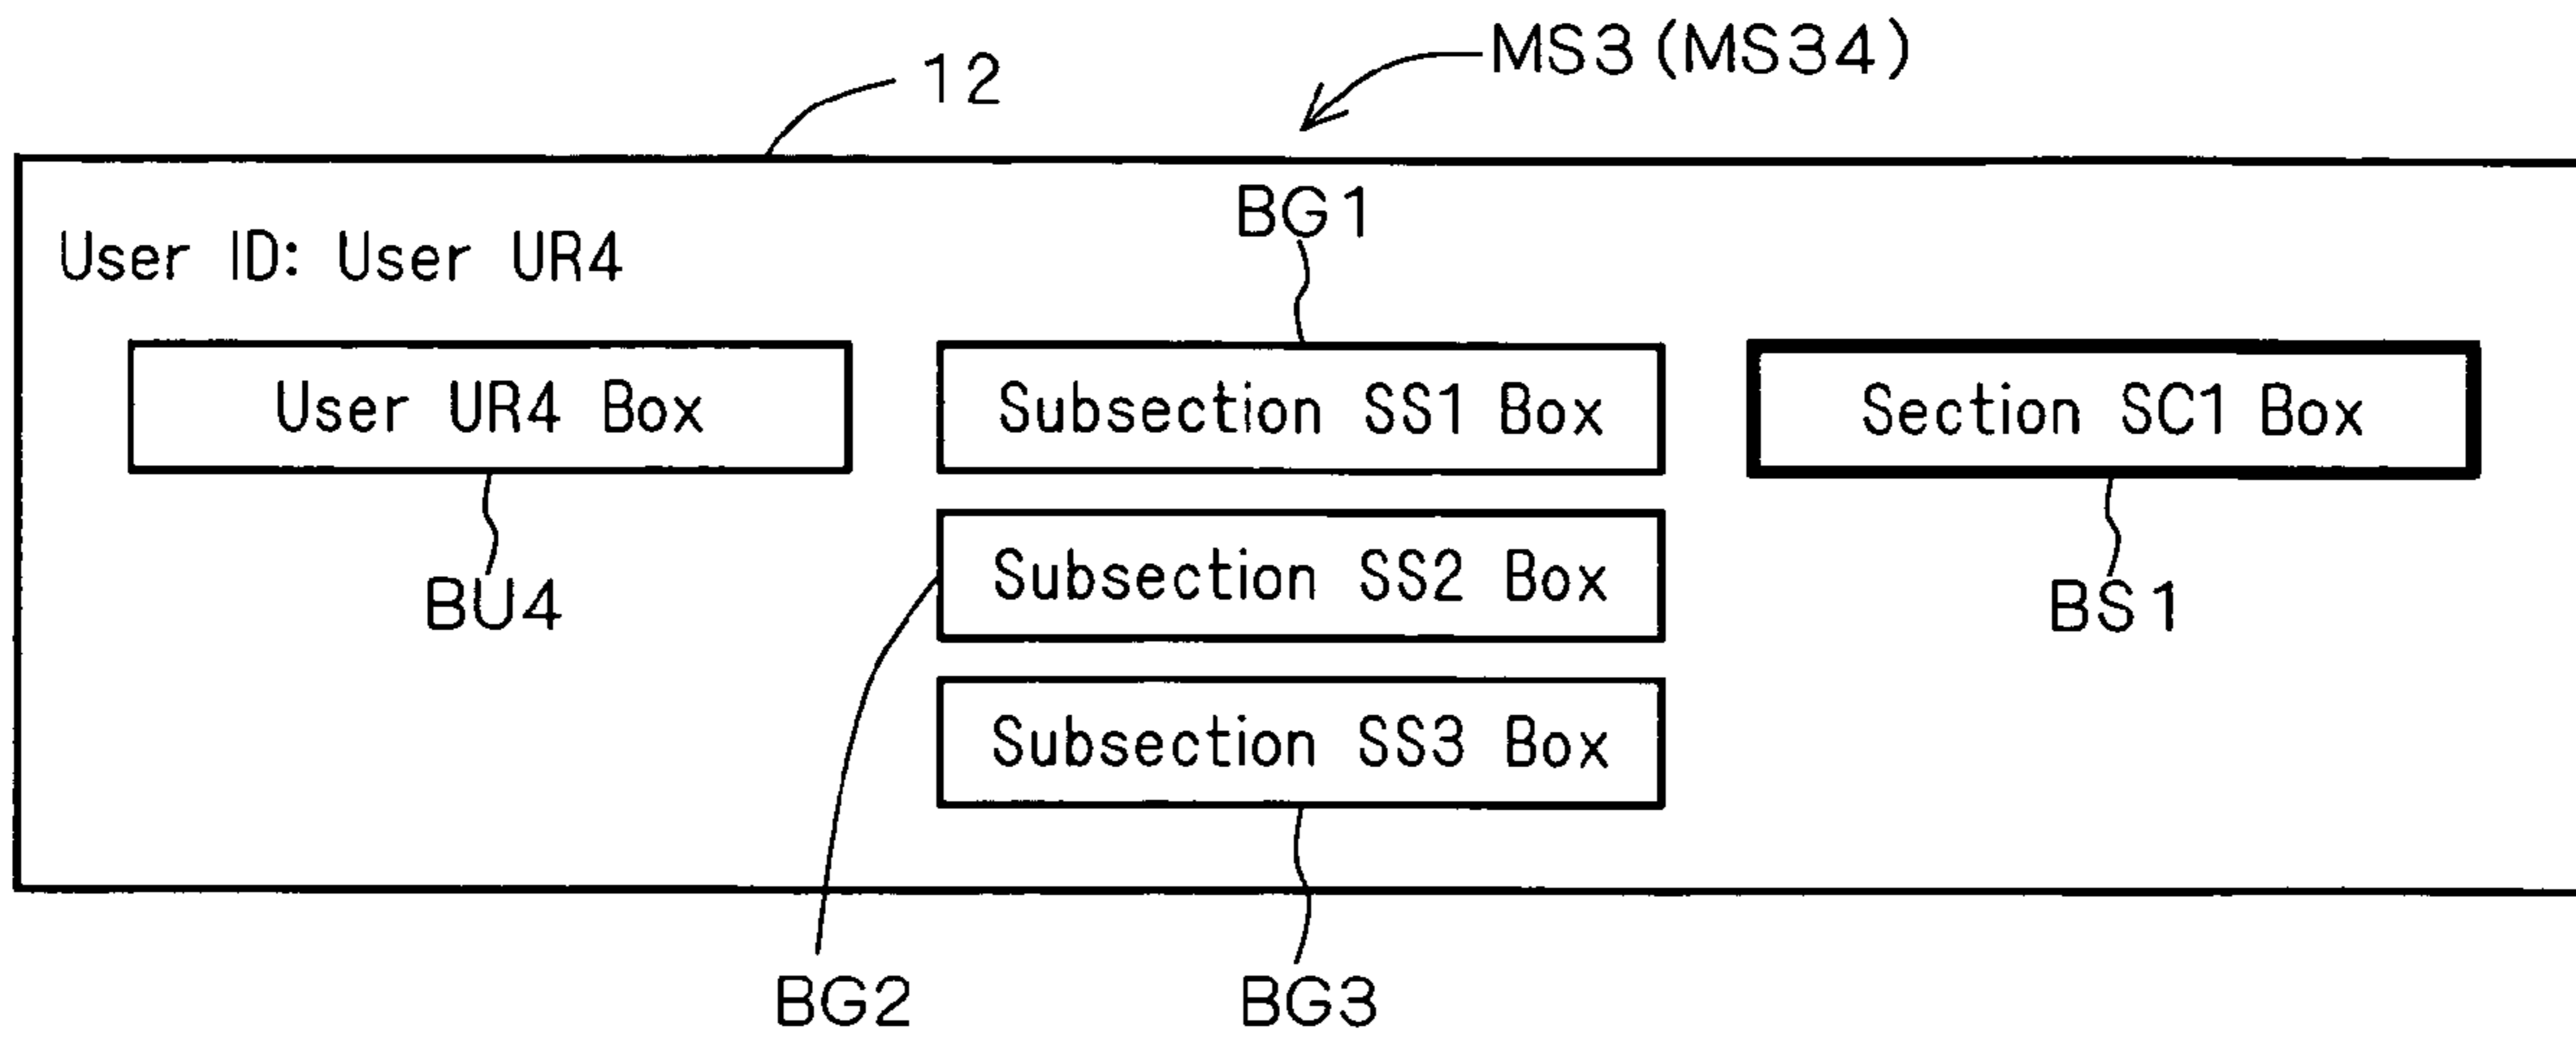 MS3 (MS34)
12
BG1
User ID: User UR4
User UR4 Box
Subsection SS1 Box
Section SC1 Box
BU4
Subsection SS2 Box
BS1
Subsection SS3 Box
BG2
BG3